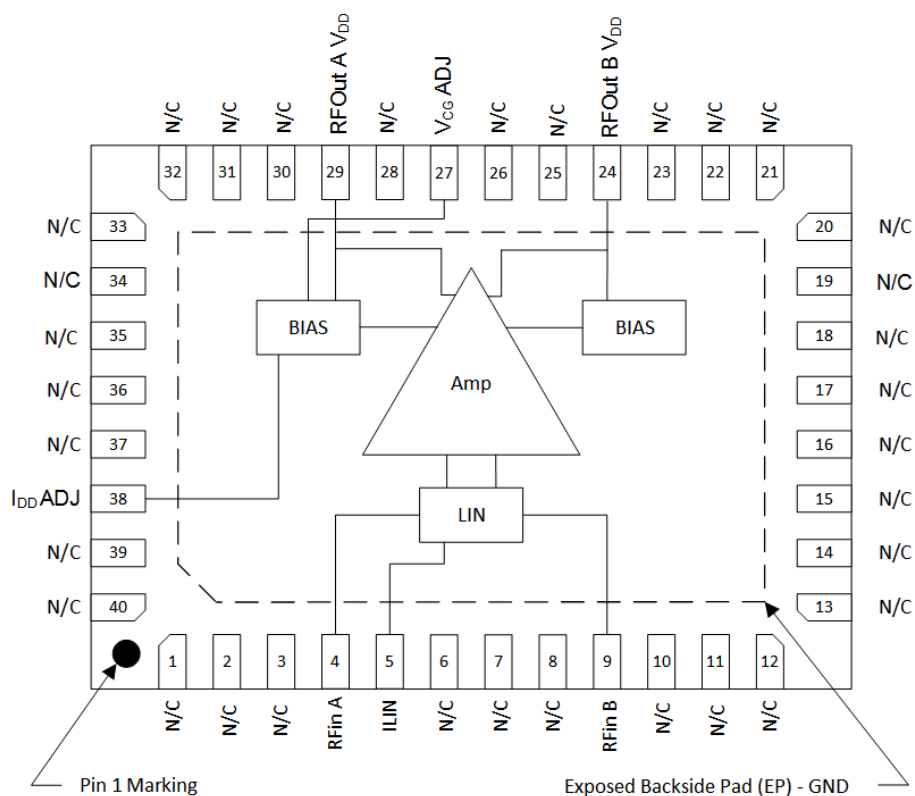 N/C
N/C
N/C
RFOut A VDD
N/C
VCG ADJ
N/C
N/C
RFOut B VDD
N/C
N/C
N/C
32
31
30
29
28
27
26
25
24
23
22
21
N/C 33
20 N/C
N/C 34
19 N/C
N/C 35
BIAS
BIAS
18 N/C
N/C 36
Amp
17 N/C
N/C 37
16 N/C
IDD ADJ 38
LIN
15 N/C
N/C 39
14 N/C
N/C 40
13 N/C
1
2
3
4
5
6
7
8
9
10
11
12
N/C
N/C
N/C
RFin A
ILIN
N/C
N/C
N/C
RFin B
N/C
N/C
N/C
Pin 1 Marking
Exposed Backside Pad (EP) - GND